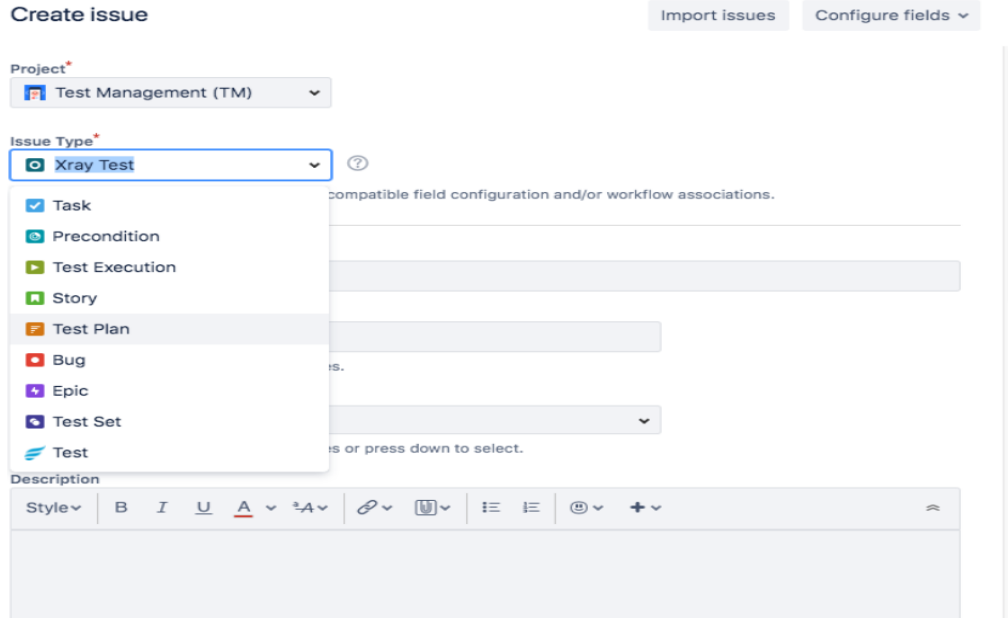 Create issue
Import issues
Configure fields
Project*
Test Management (TM)
Issue Type*
Xray Test
compatible field configuration and/or workflow associations.
Task
Precondition
Test Execution
Story
Test Plan
Bug
Epic
Test Set
Test
s.
s or press down to select.
Description
Style
B I U A A